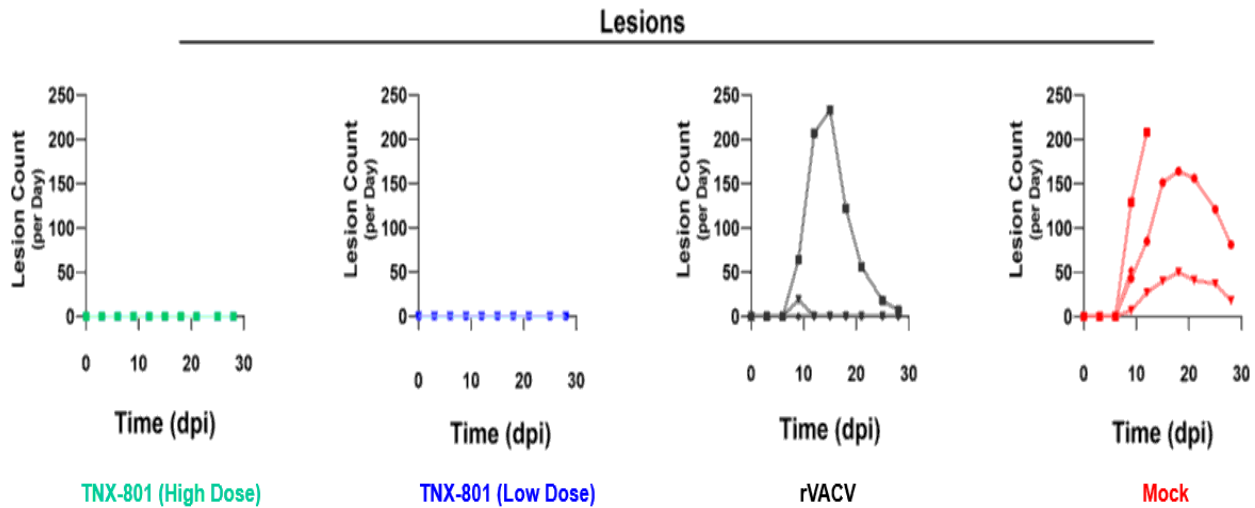 Lesions
Lesion Count
(per Day)
250
200
150
100
50
0
0 10 20 30
Time (dpi)
TNX-801 (High Dose)
Lesion Count
(per Day)
250
200
150
100
50
0
0 10 20 30
Time (dpi)
TNX-801 (Low Dose)
Lesion Count
(per Day)
250
200
150
100
50
0
0 10 20 30
Time (dpi)
rVACV
Lesion Count
(per Day)
250
200
150
100
50
0
0 10 20 30
Time (dpi)
Mock